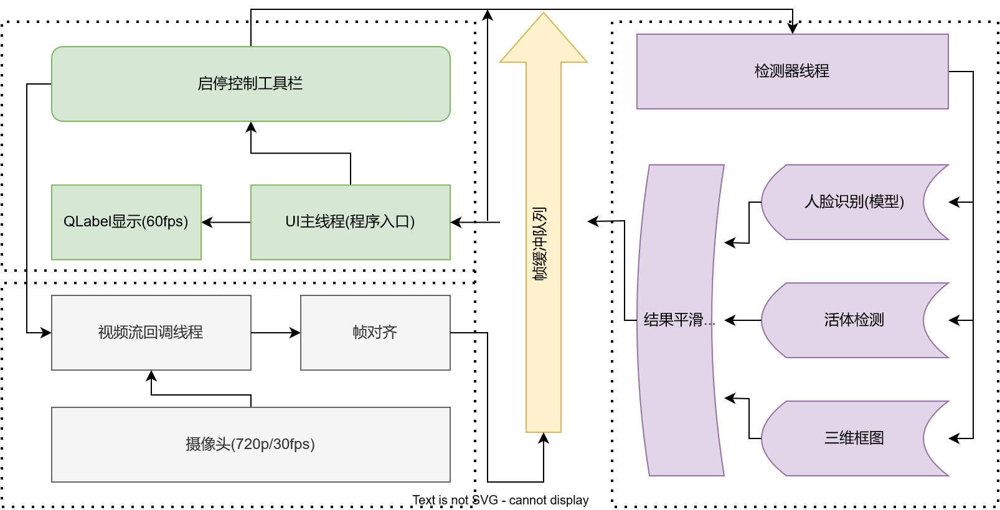 启停控制工具栏
检测器线程
QLabel显示(60fps)
UI主线程(程序入口)
帧缓冲队列
人脸识别(模型)
视频流回调线程
帧对齐
结果平滑...
活体检测
摄像头(720p/30fps)
三维框图
Text is not SVG - cannot display